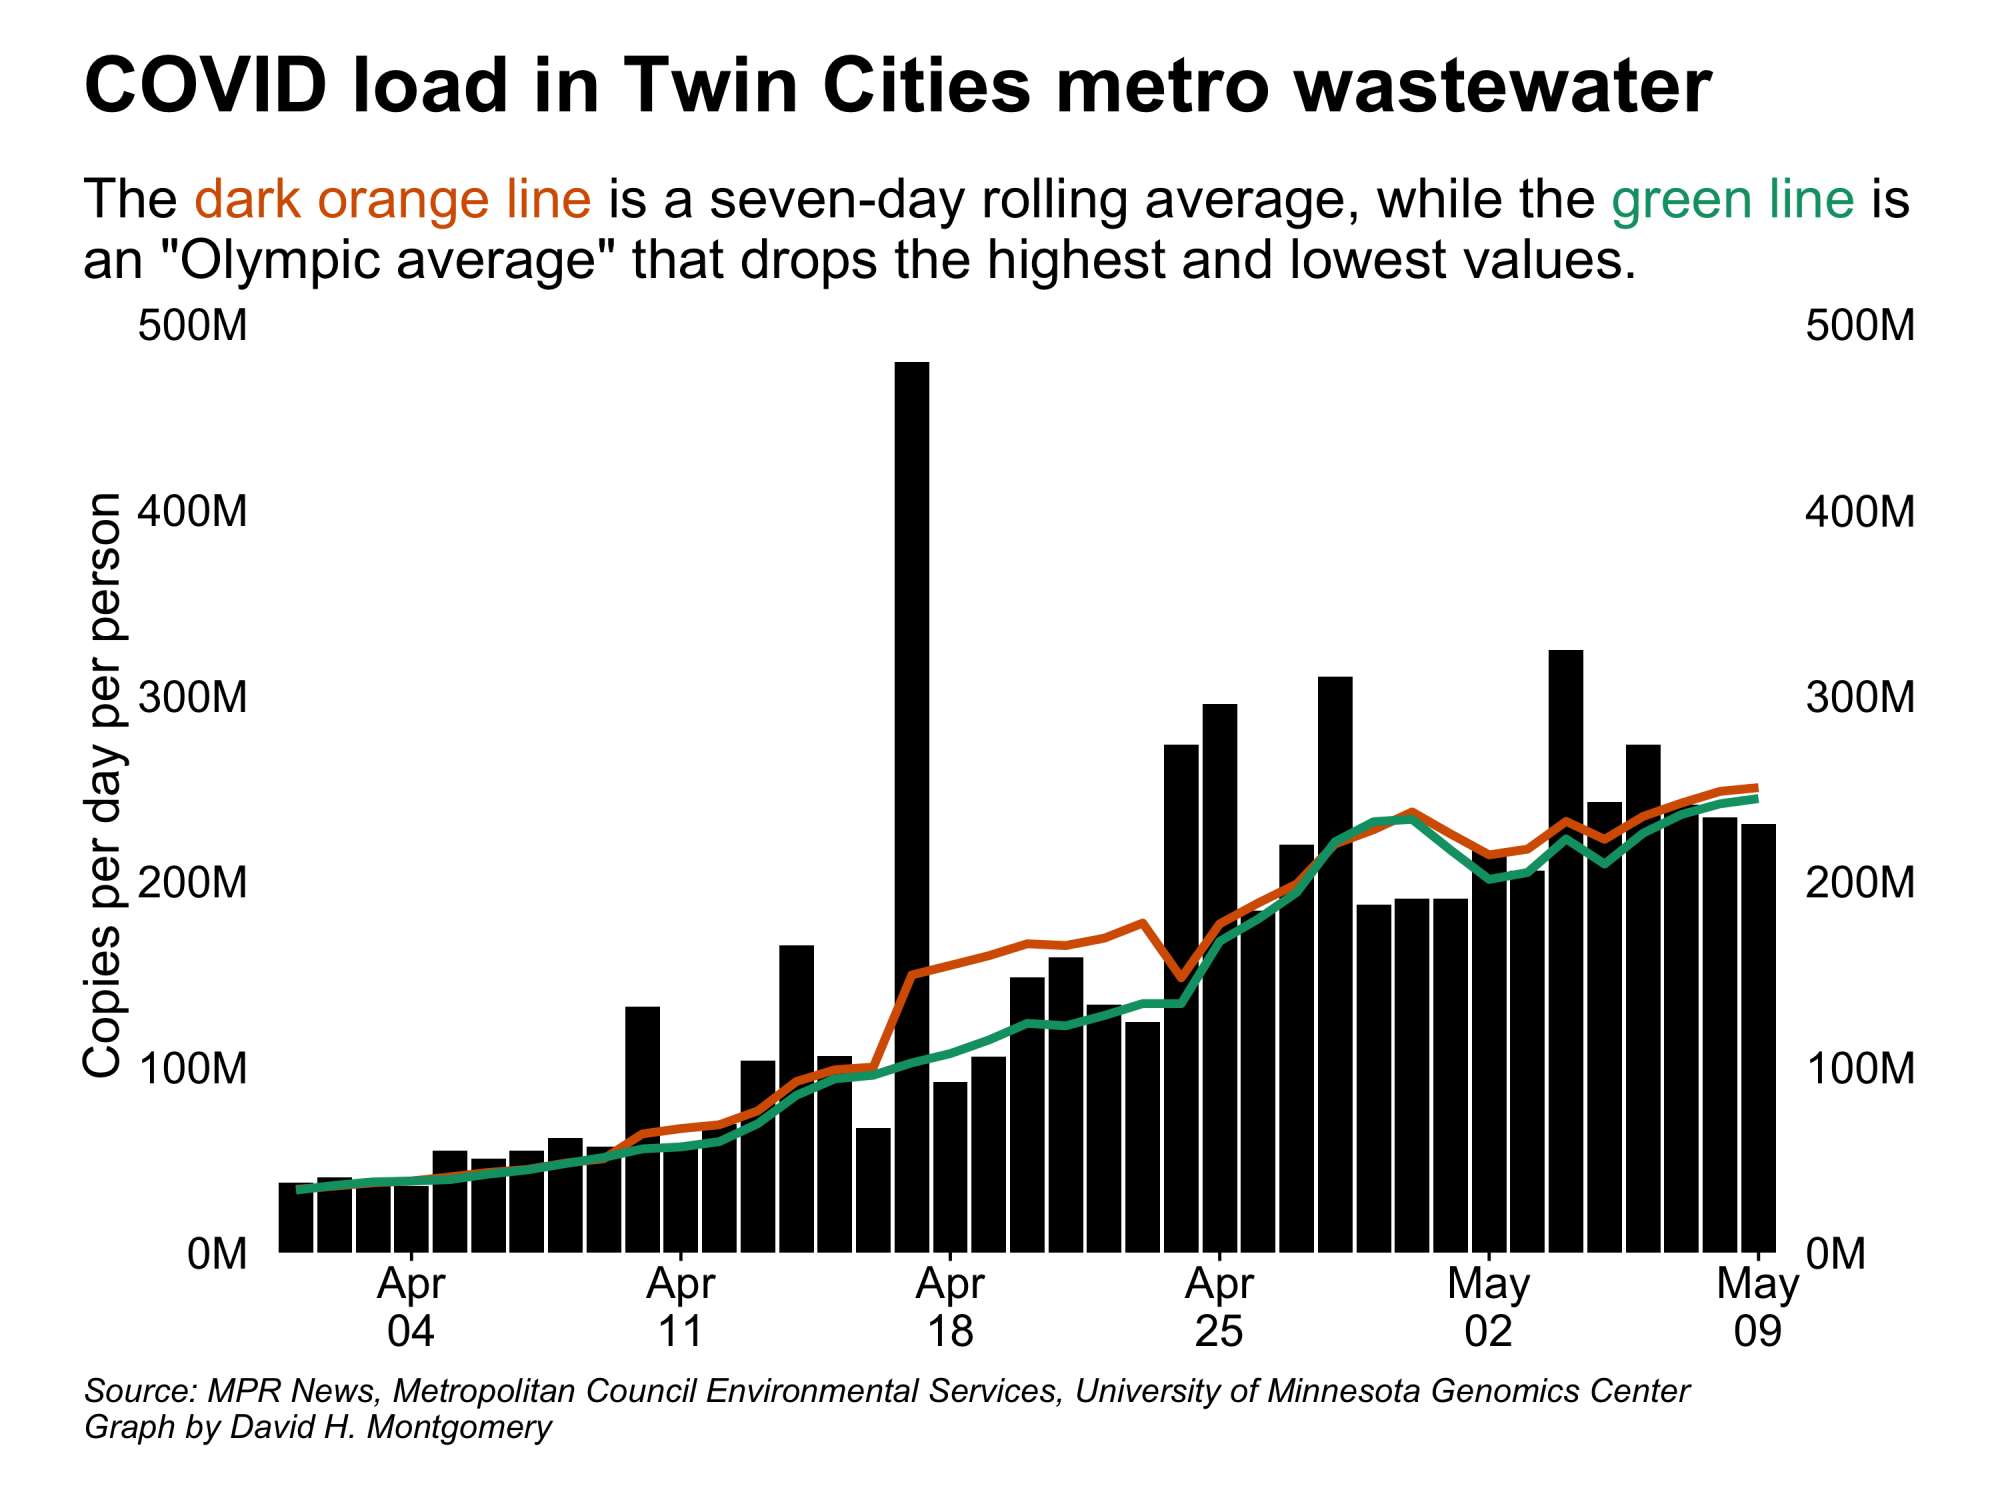 COVID load in Twin Cities metro wastewater
The dark orange line is a seven-day rolling average, while the green line is
an "Olympic average" that drops the highest and lowest values.
Copies per day per person
500M
400M
300M
200M
100M
0M
500M
400M
300M
200M
100M
0M
Apr
04
Apr
11
Apr
18
Apr
25
May
02
May
09
Source: MPR News, Metropolitan Council Environmental Services, University of Minnesota Genomics Center
Graph by David H. Montgomery